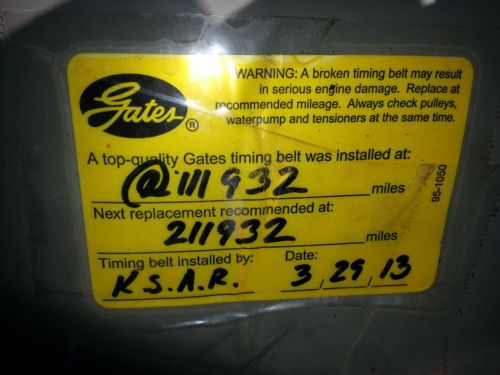 WARNING: A broken timing belt may result
in serious engine damage. Replace at
recommended mileage. Always check pulleys,
waterpump and tensioners at the same time.
Gates ®
A top-quality Gates timing belt was installed at:
@111932 miles
Next replacement recommended at:
211932 miles
Timing belt installed by: Date:
K S.A.R. 3, 29, 13
95-1050